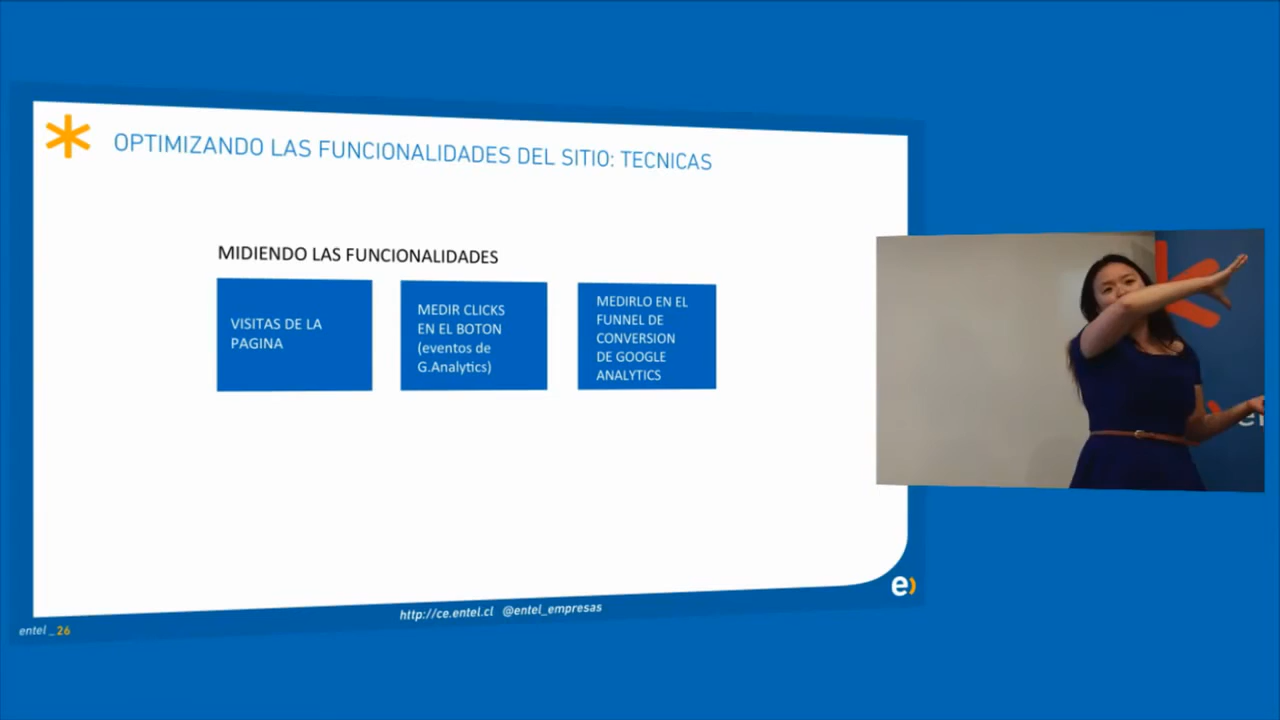 OPTIMIZANDO LAS FUNCIONALIDADES DEL SITIO: TECNICAS
MIDIENDO LAS FUNCIONALIDADES
VISITAS DE LA
PAGINA
MEDIR CLICKS
EN EL BOTON
(eventos de
G.Analytics)
MEDIRLO EN EL
FUNNEL DE
CONVERSION
DE GOOGLE
ANALYTICS
e)
http://ce.entel.cl @entel_empresas
entel _ 26